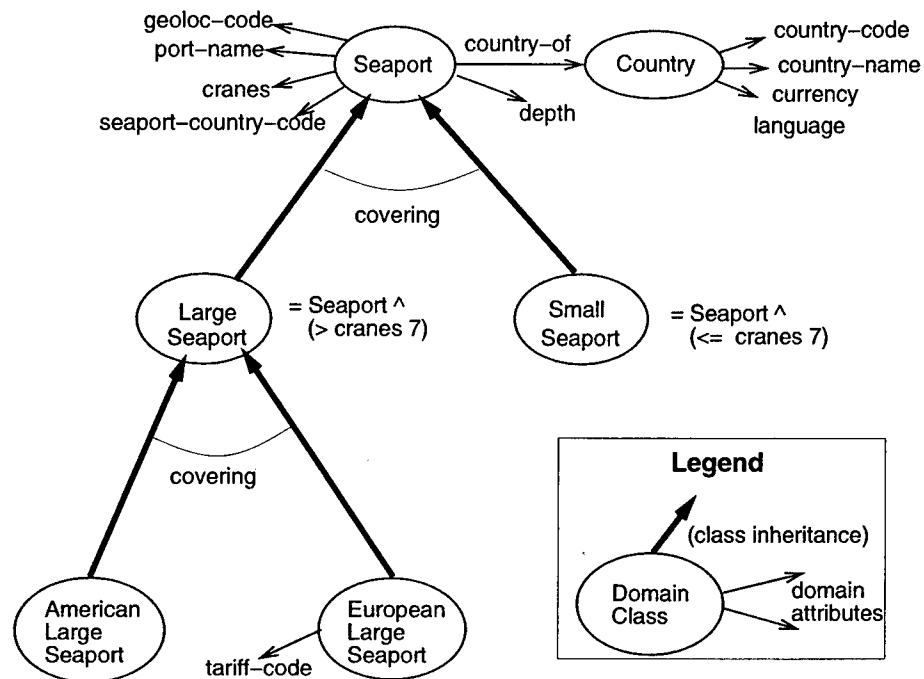 geoloc-code
port-name
cranes
seaport-country-code
Seaport
country-of
depth
Country
country-code
country-name
currency
language
covering
Large
Seaport
= Seaport ^
(> cranes 7)
Small
Seaport
= Seaport ^
(<= cranes 7)
covering
American
Large
Seaport
European
Large
Seaport
tariff-code
Legend
(class inheritance)
Domain
Class
domain
attributes